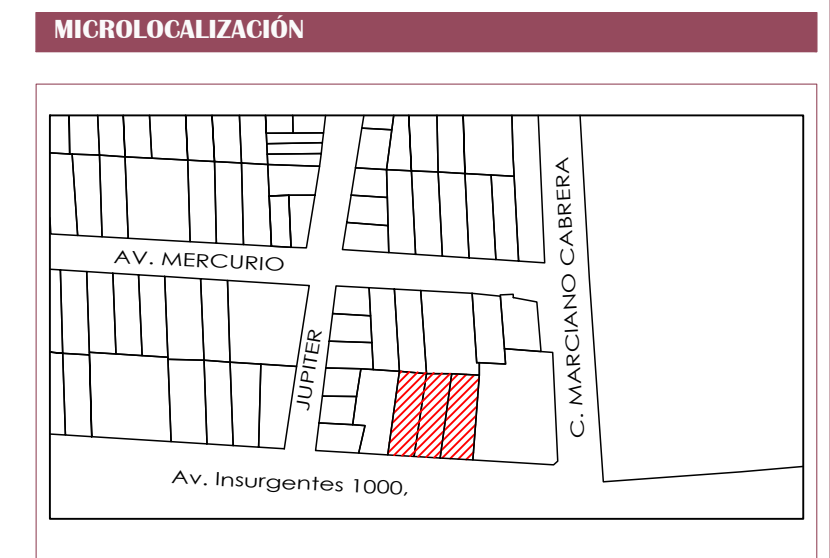 MICROLOCALIZACIÓN
AV. MERCURIO
C. MARCIANO CABRERA
JUPITER
Av. Insurgentes 1000,